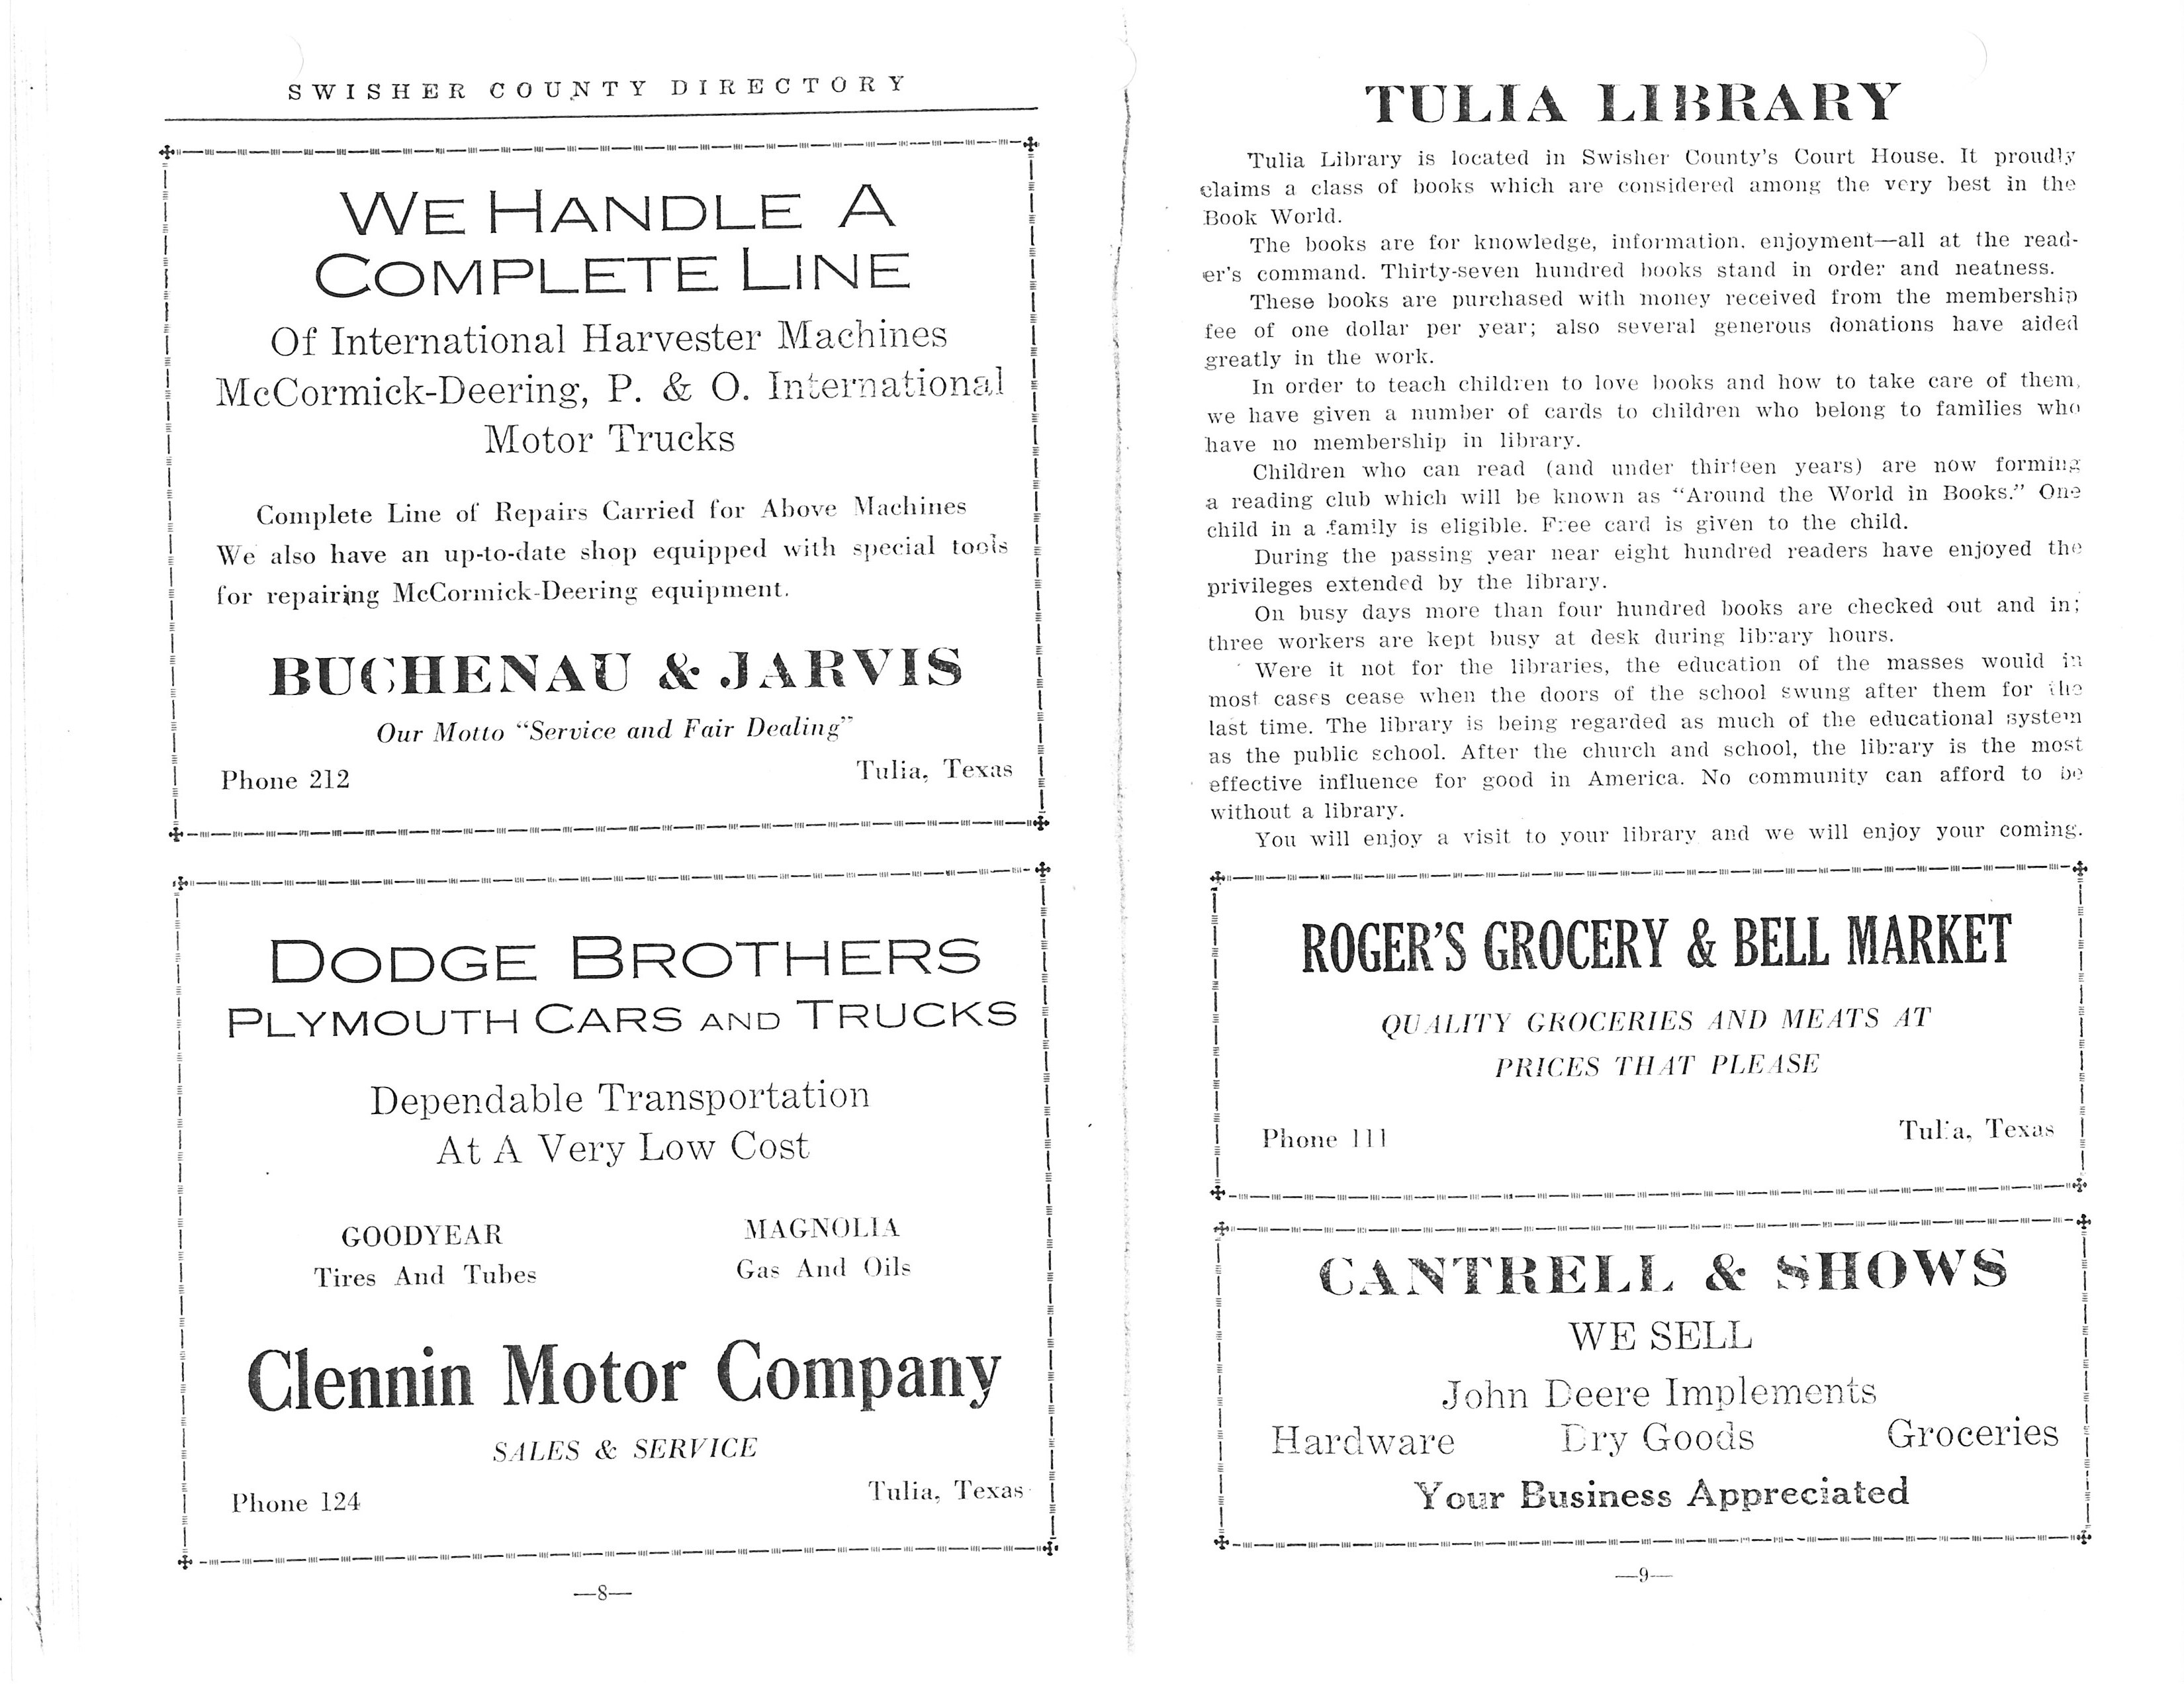 SWISHER COUNTY DIRECTORY
WE HANDLE A
COMPLETE LINE
Of International Harvester Machines
McCormick-Deering, P. & O. International
Motor Trucks
Complete Line of Repairs Carried for Above Machines
We also have an up-to-date shop equipped with special tools
for repairing McCormick-Deering equipment.
BUCHENAU & JARVIS
Our Motto "Service and Fair Dealing"
Phone 212 Tulia, Texas
DODGE BROTHERS
PLYMOUTH CARS AND TRUCKS
Dependable Transportation
At A Very Low Cost
GOODYEAR MAGNOLIA
Tires And Tubes Gas And Oils
Clennin Motor Company
SALES & SERVICE
Phone 124 Tulia, Texas
—8—
TULIA LIBRARY
Tulia Library is located in Swisher County's Court House. It proudly
claims a class of books which are considered among the very best in the
Book World.
The books are for knowledge, information, enjoyment—all at the read-
er's command. Thirty-seven hundred books stand in order and neatness.
These books are purchased with money received from the membership
fee of one dollar per year; also several generous donations have aided
greatly in the work.
In order to teach children to love books and how to take care of them,
we have given a number of cards to children who belong to families who
have no membership in library.
Children who can read (and under thirteen years) are now forming
a reading club which will be known as "Around the World in Books." One
child in a family is eligible. Free card is given to the child.
During the passing year near eight hundred readers have enjoyed the
privileges extended by the library.
On busy days more than four hundred books are checked out and in;
three workers are kept busy at desk during library hours.
Were it not for the libraries, the education of the masses would in
most cases cease when the doors of the school swung after them for the
last time. The library is being regarded as much of the educational system
as the public school. After the church and school, the library is the most
effective influence for good in America. No community can afford to be
without a library.
You will enjoy a visit to your library and we will enjoy your coming.
ROGER'S GROCERY & BELL MARKET
QUALITY GROCERIES AND MEATS AT
PRICES THAT PLEASE
Phone 111 Tulia, Texas
CANTRELL & SHOWS
WE SELL
John Deere Implements
Hardware Dry Goods Groceries
Your Business Appreciated
—9—